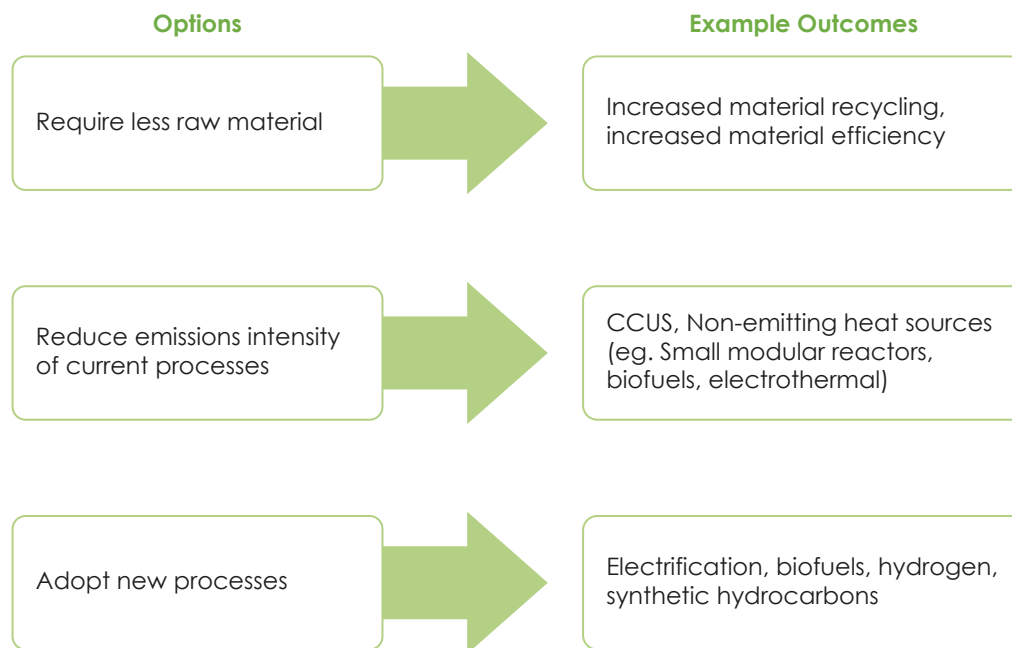 Options
Example Outcomes
Require less raw material
Increased material recycling,
increased material efficiency
Reduce emissions intensity
of current processes
CCUS, Non-emitting heat sources
(eg. Small modular reactors,
biofuels, electrothermal)
Adopt new processes
Electrification, biofuels, hydrogen,
synthetic hydrocarbons